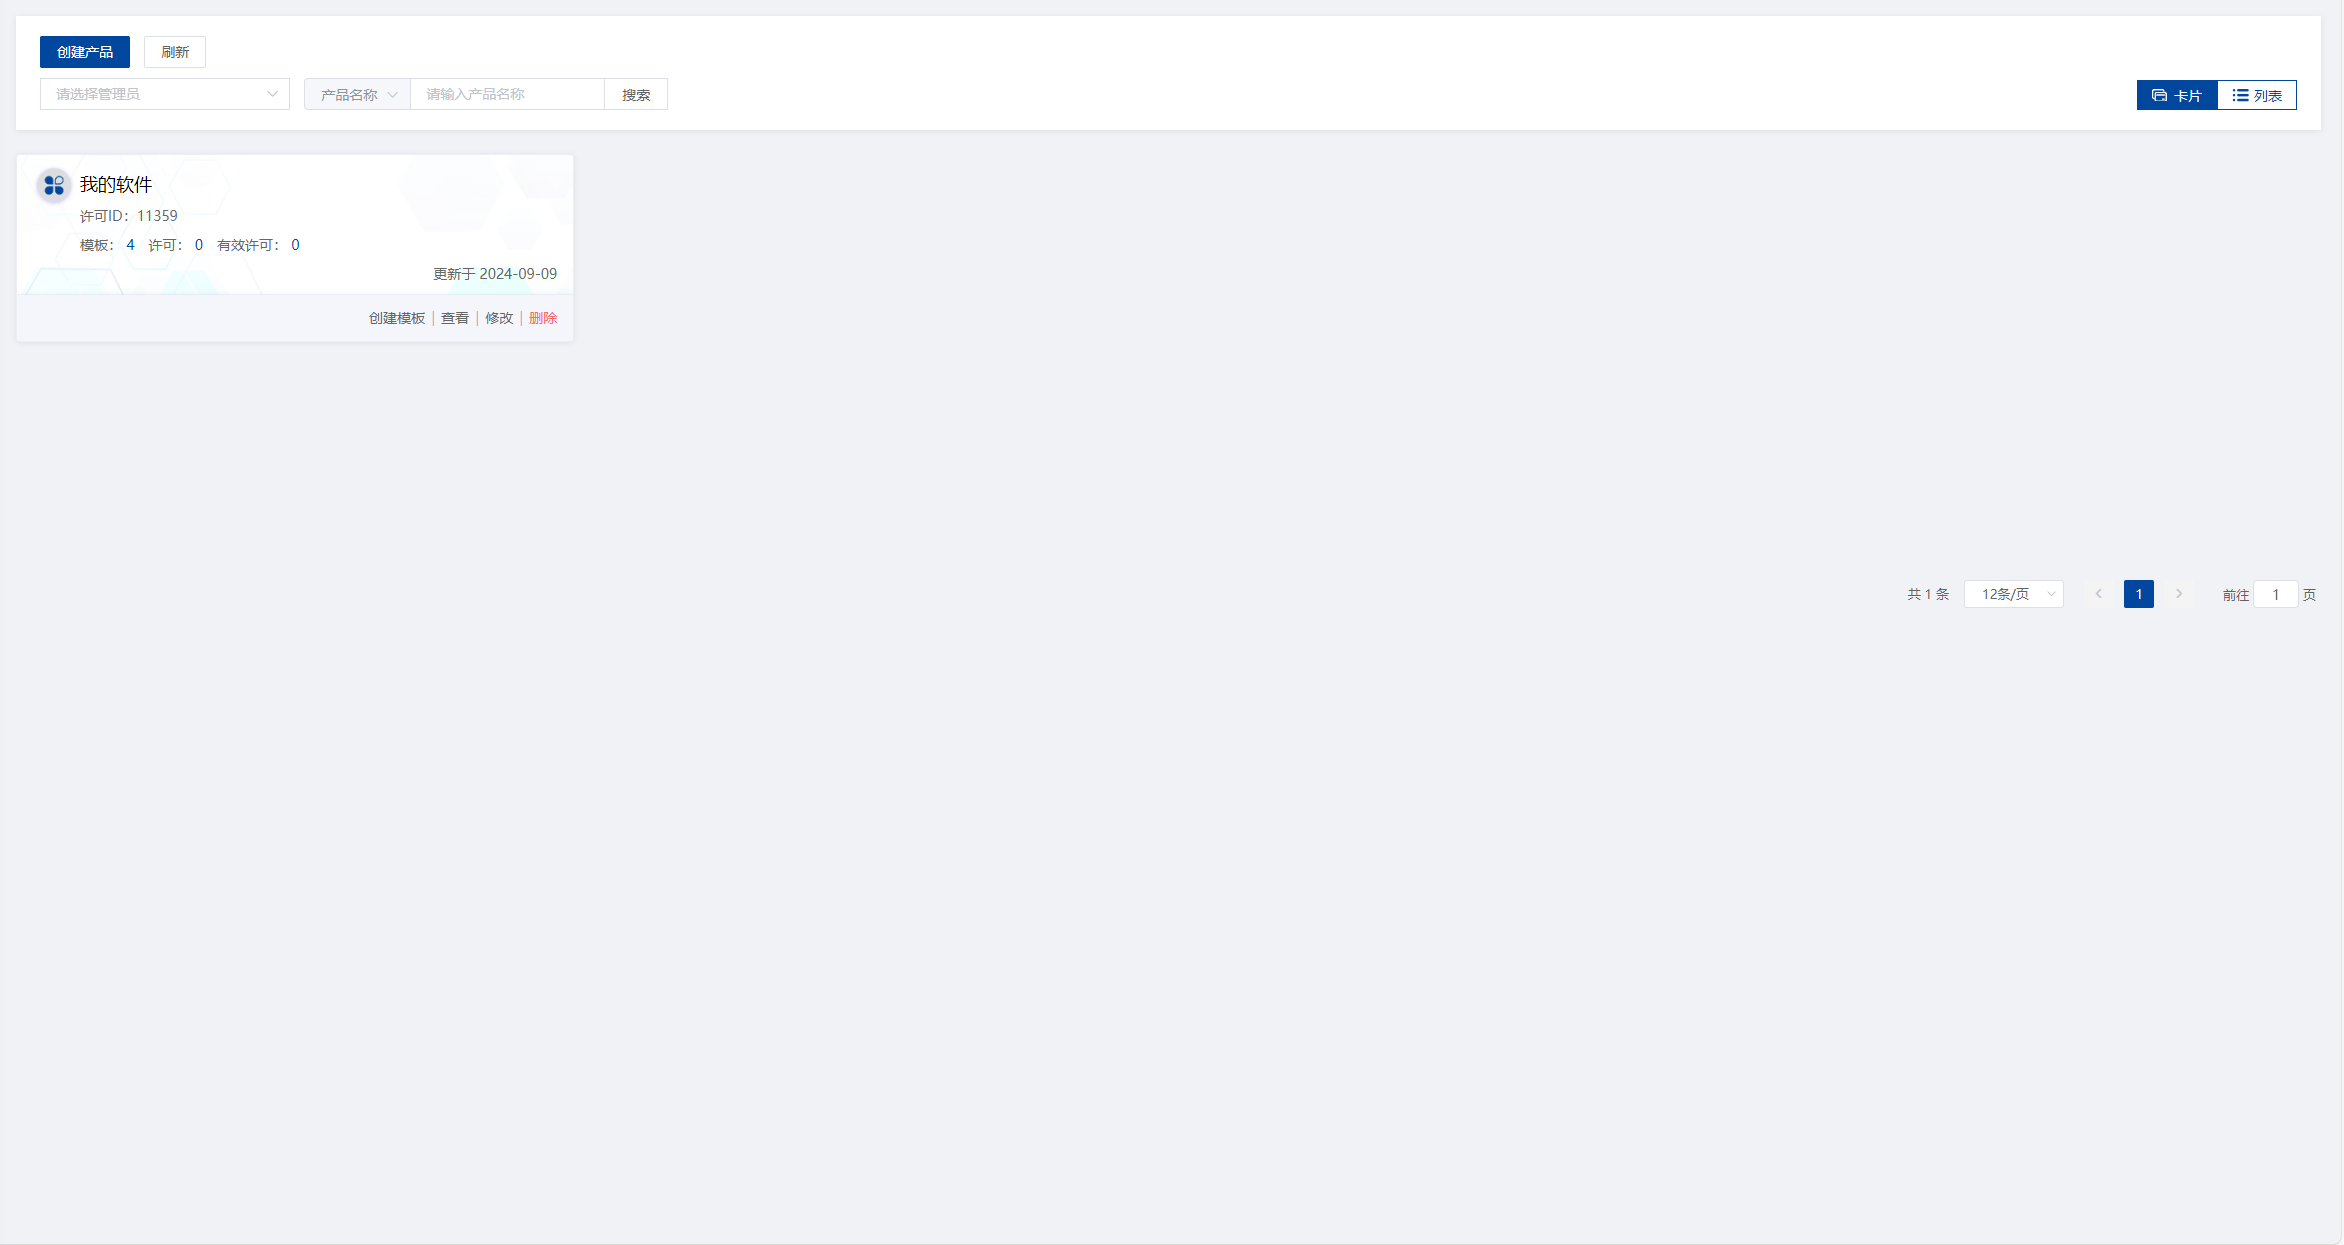 创建产品 刷新
请选择管理员 产品名称 请输入产品名称 搜索 卡片 列表
我的软件
许可ID：11359
模板： 4 许可： 0 有效许可： 0
更新于 2024-09-09
创建模板 | 查看 | 修改 | 删除
共 1 条 12条/页 1 前往 1 页